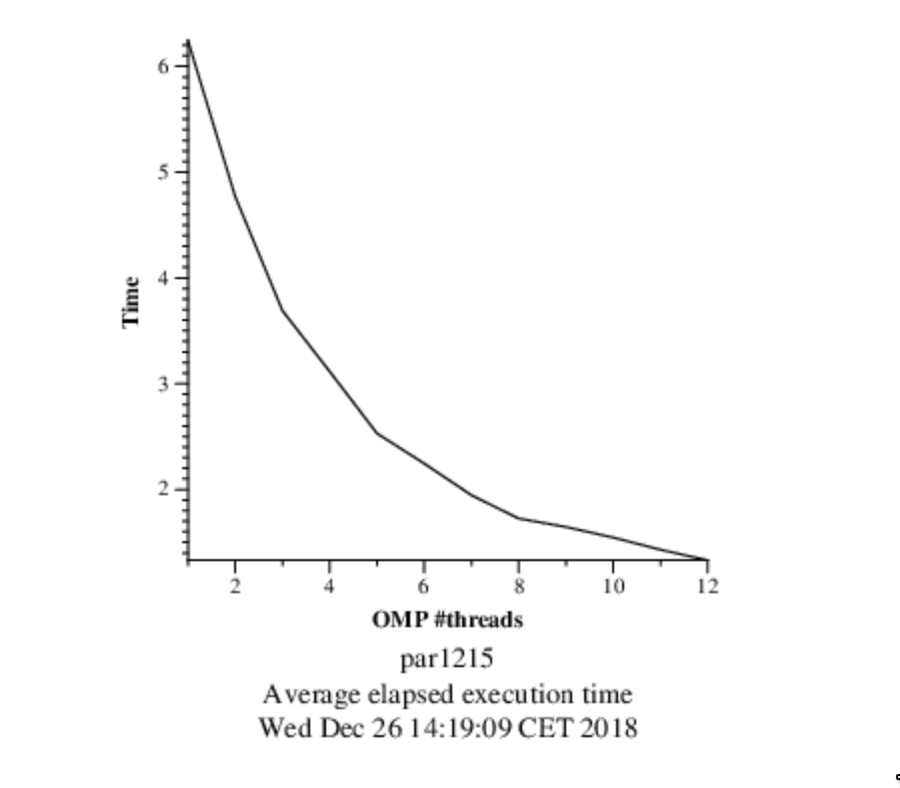 6
5
4
3
2
Time
2 4 6 8 10 12
OMP #threads
par1215
Average elapsed execution time
Wed Dec 26 14:19:09 CET 2018